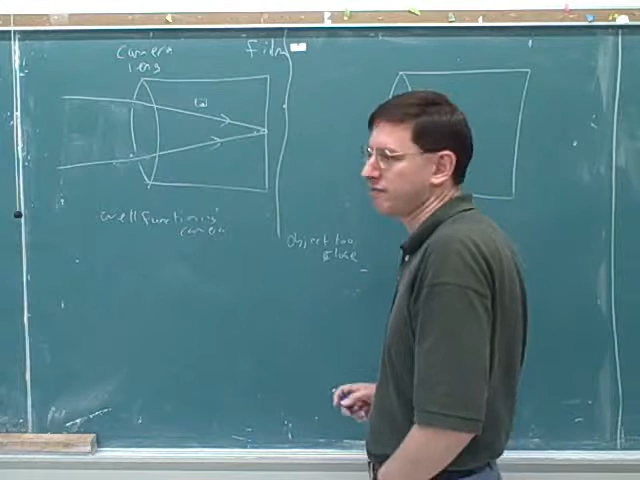 Camera
lens
film
well functioning
camera
Object too
close